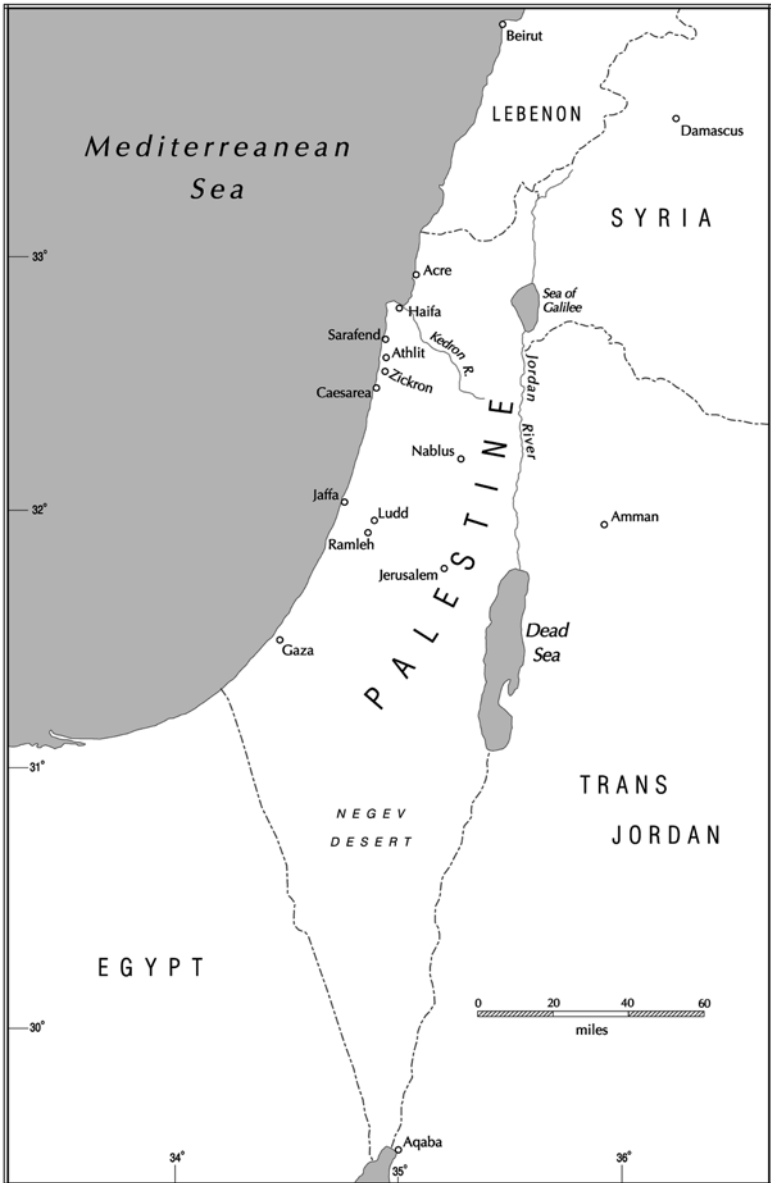 Beirut
LEBENON
Mediterranean
Sea
Damascus
SYRIA
33°
Acre
Sea of
Galilee
Haifa
Sarafend
Kedron R.
Athlit
Zickron
Caesarea
Jordan River
Nablus
PALESTINE
Jaffa
32°
Ludd
Amman
Ramleh
Jerusalem
Dead
Sea
Gaza
31°
TRANS
JORDAN
NEGEV
DESERT
EGYPT
0 20 40 60
miles
30°
Aqaba
34° 35° 36°